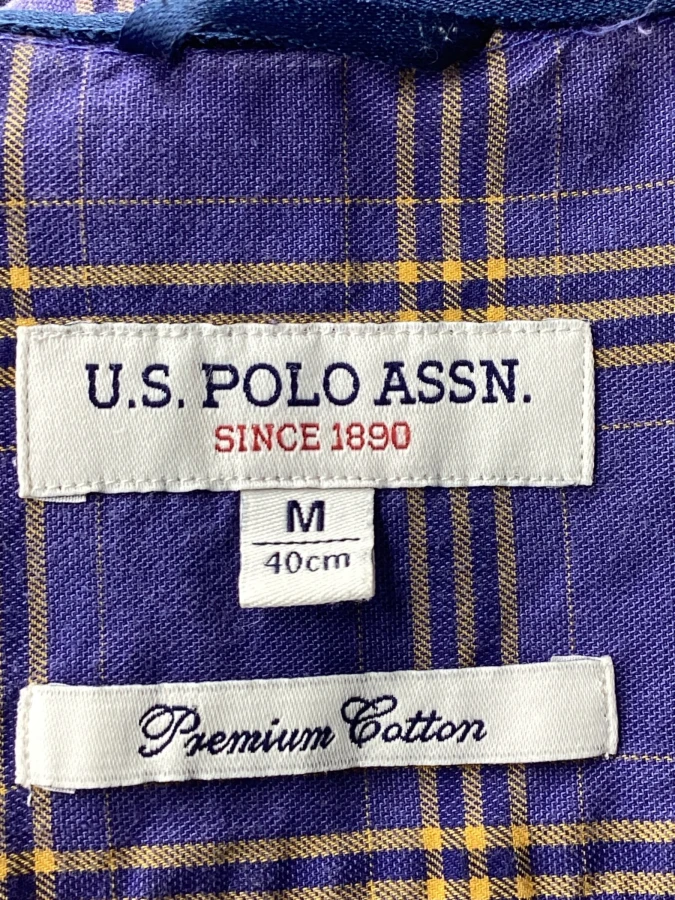 U.S. POLO ASSN.
SINCE 1890
M
40cm
Premium Cotton